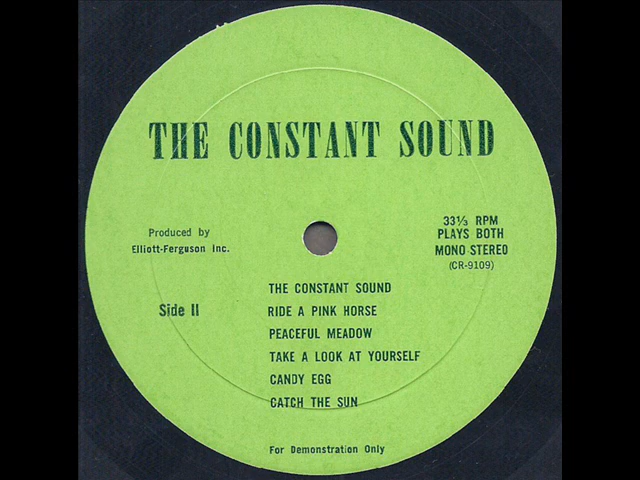 THE CONSTANT SOUND
Produced by
Elliott-Ferguson Inc.
33⅓ RPM
PLAYS BOTH
MONO STEREO
(CR-9109)
Side II
THE CONSTANT SOUND
RIDE A PINK HORSE
PEACEFUL MEADOW
TAKE A LOOK AT YOURSELF
CANDY EGG
CATCH THE SUN
For Demonstration Only